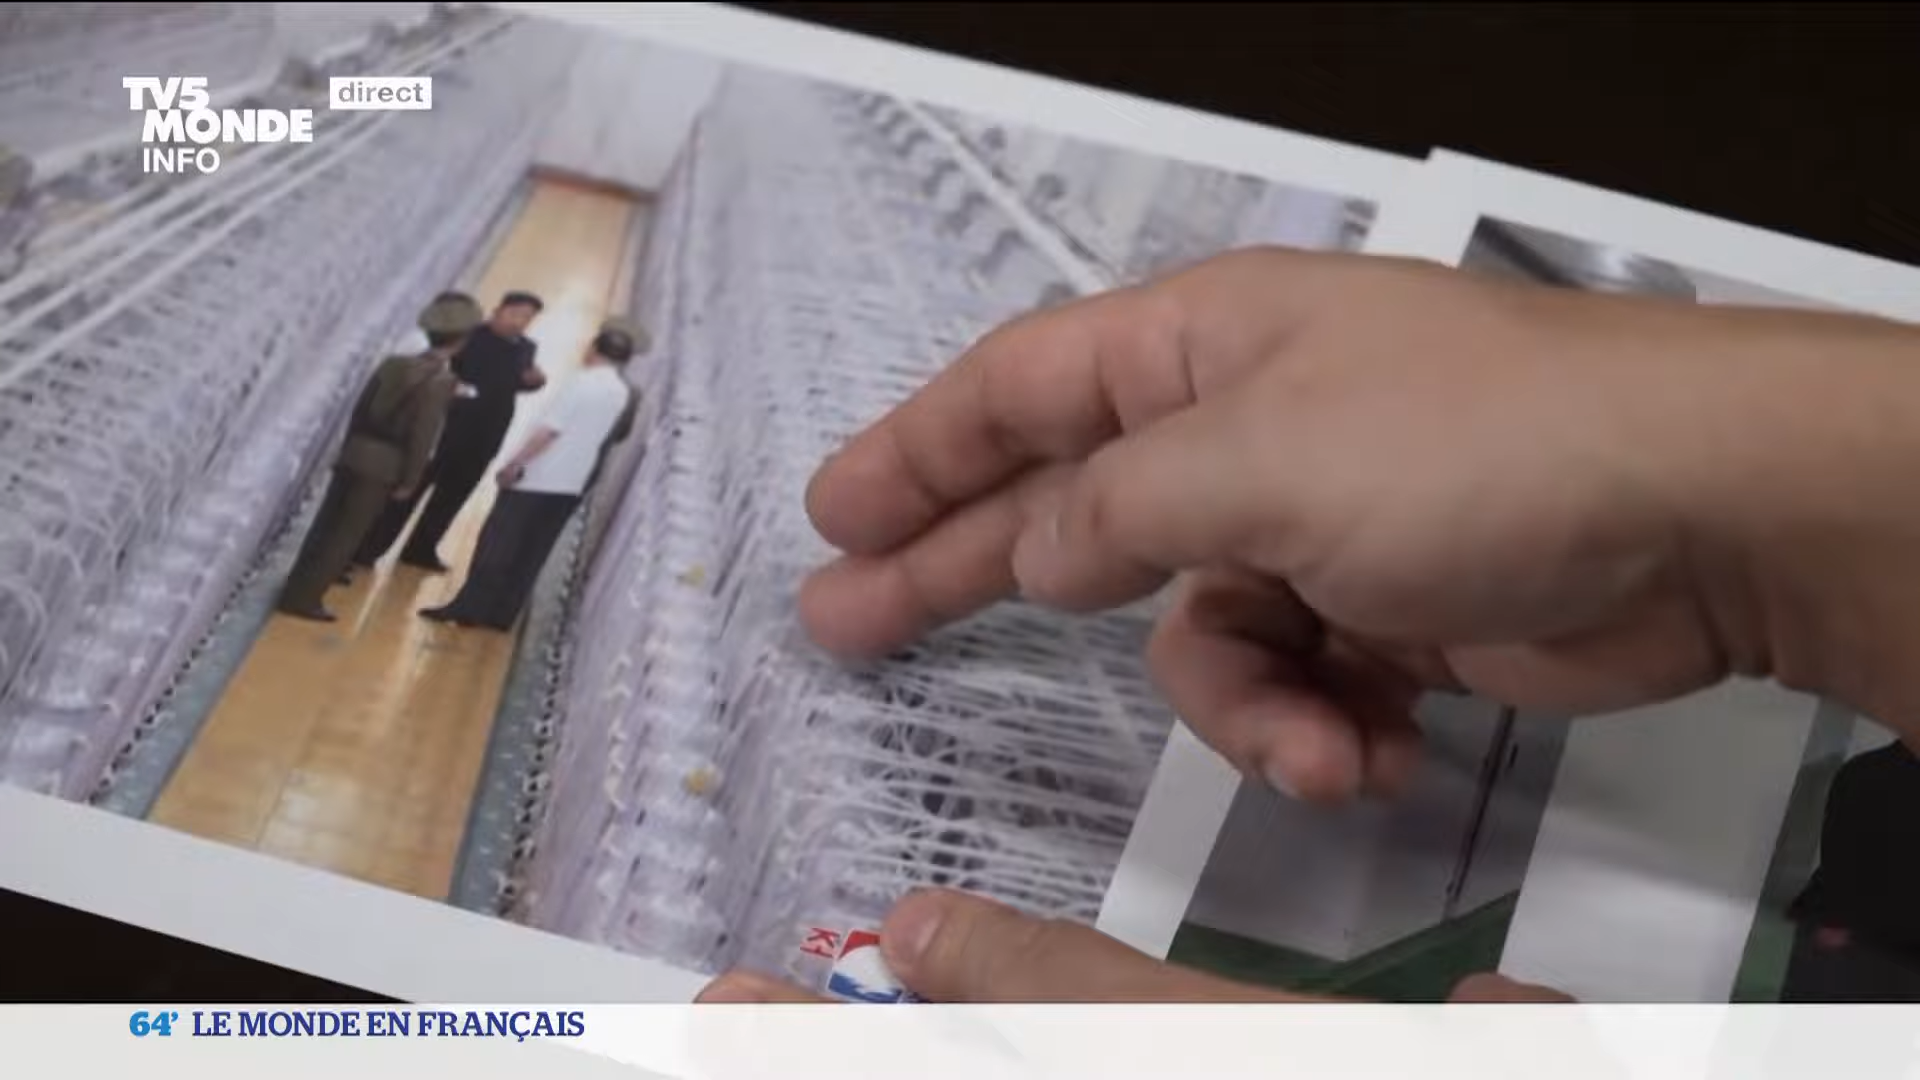 TV5
MONDE
INFO
direct
64' LE MONDE EN FRANÇAIS